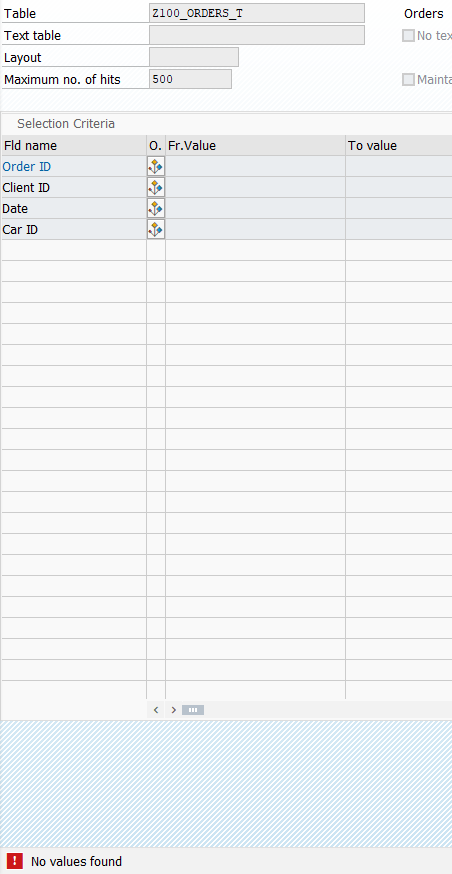 Table Z100_ORDERS_T Orders
Text table No tex
Layout
Maximum no. of hits 500 Mainta
Selection Criteria
Fld name O. Fr.Value To value
Order ID
Client ID
Date
Car ID
No values found